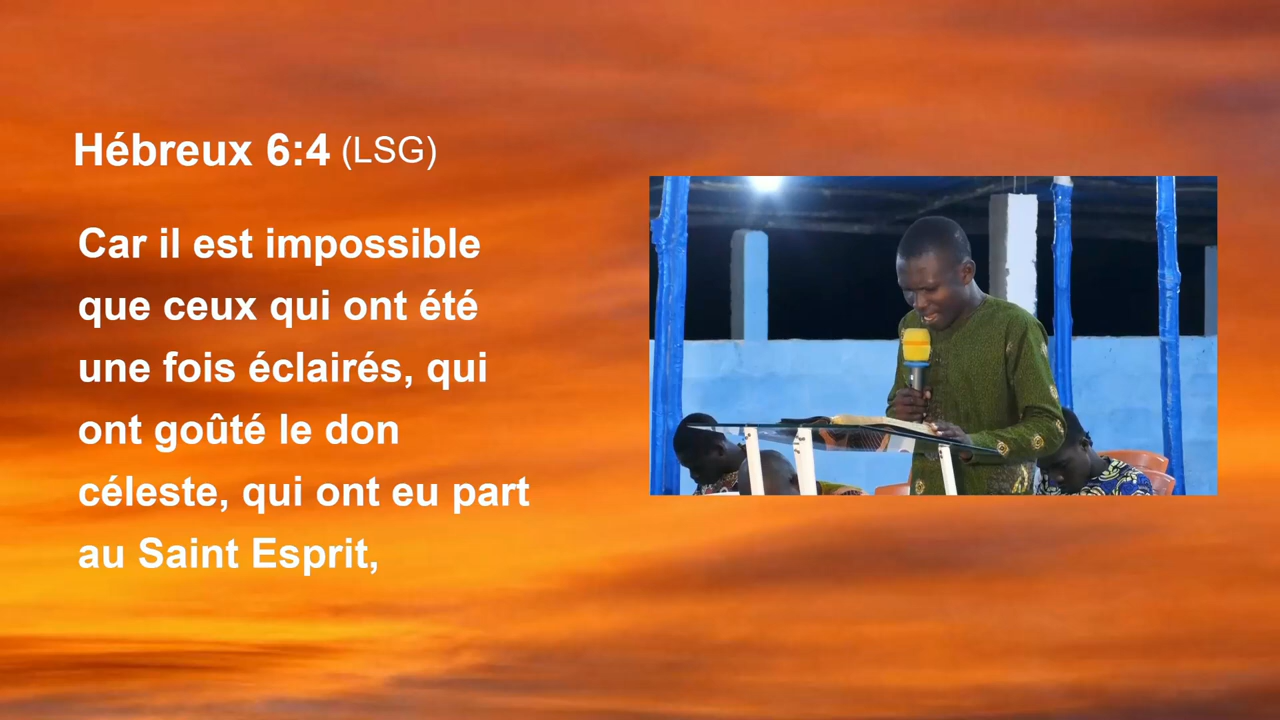 Hébreux 6:4 (LSG)
Car il est impossible
que ceux qui ont été
une fois éclairés, qui
ont goûté le don
céleste, qui ont eu part
au Saint Esprit,